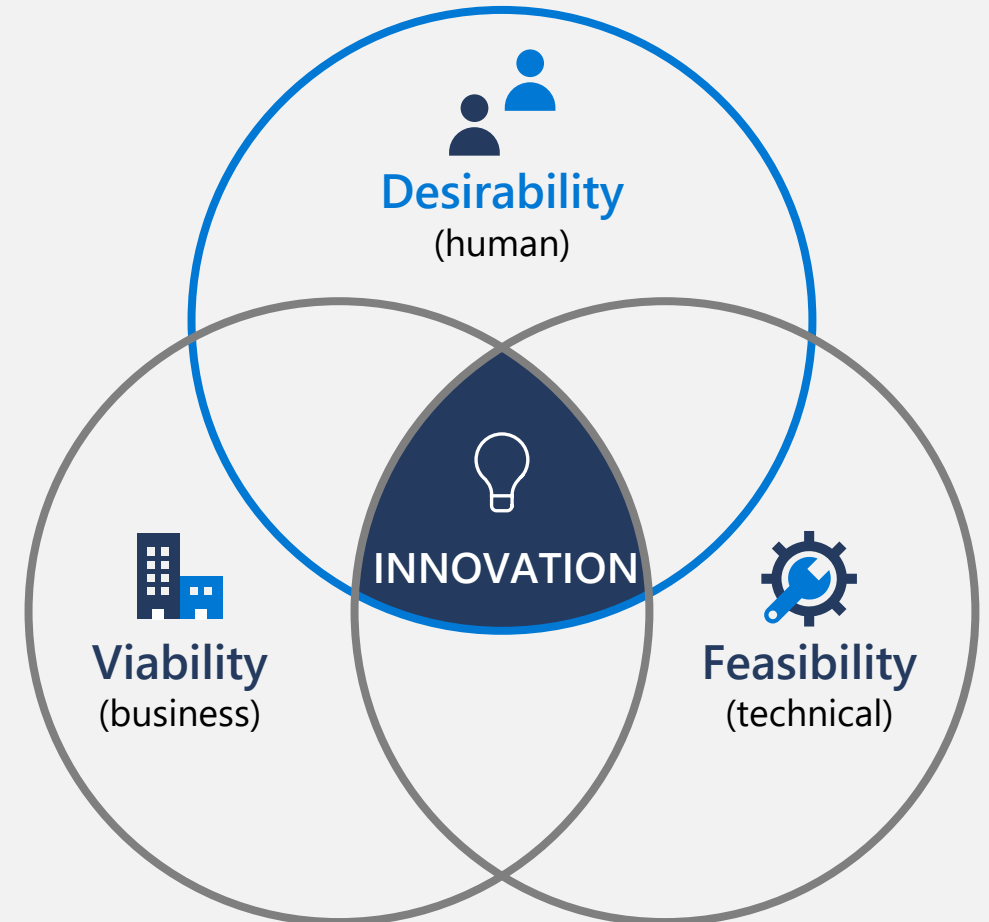 Desirability
(human)
INNOVATION
Viability
(business)
Feasibility
(technical)